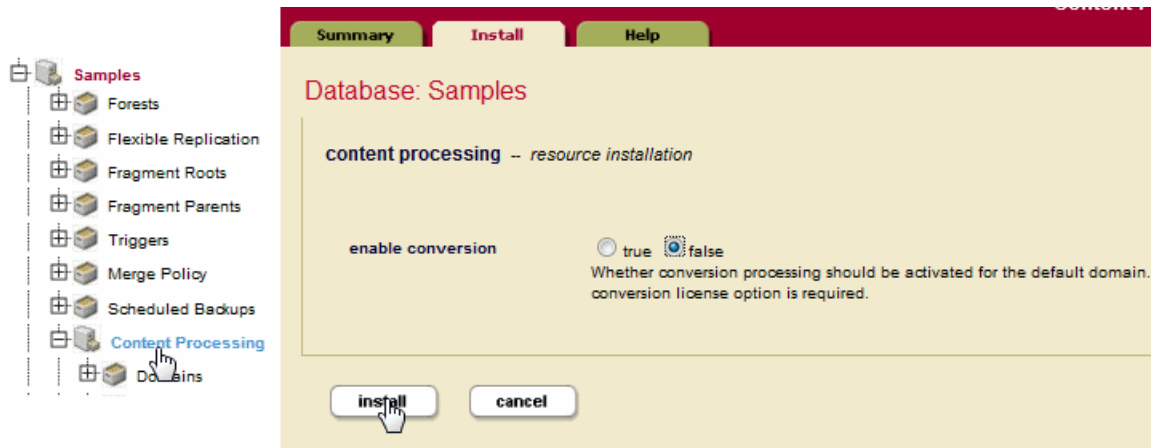 Content P
Summary
Install
Help
Samples
Forests
Flexible Replication
Fragment Roots
Fragment Parents
Triggers
Merge Policy
Scheduled Backups
Content Processing
Domains
Database: Samples
content processing -- resource installation
enable conversion
true false
Whether conversion processing should be activated for the default domain.
conversion license option is required.
install
cancel